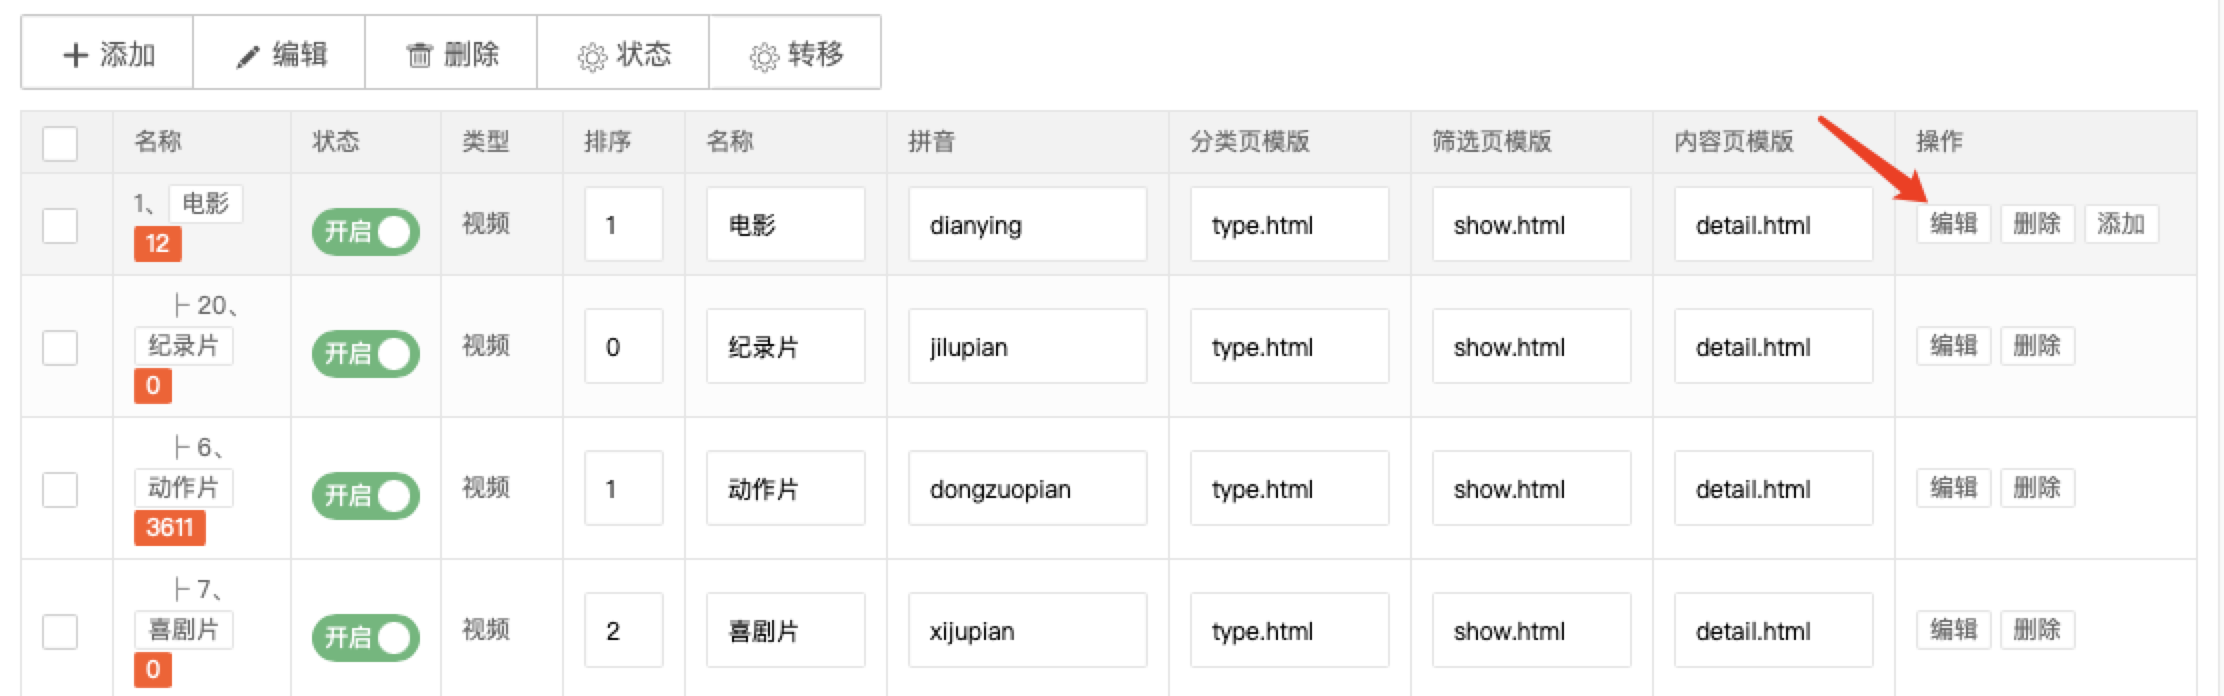 添加 编辑 删除 状态 转移
名称 状态 类型 排序 名称 拼音 分类页模版 筛选页模版 内容页模版 操作
1、 电影 12 开启 视频 1 电影 dianying type.html show.html detail.html 编辑 删除 添加
├ 20、 纪录片 0 开启 视频 0 纪录片 jilupian type.html show.html detail.html 编辑 删除
├ 6、 动作片 3611 开启 视频 1 动作片 dongzuopian type.html show.html detail.html 编辑 删除
├ 7、 喜剧片 0 开启 视频 2 喜剧片 xijupian type.html show.html detail.html 编辑 删除